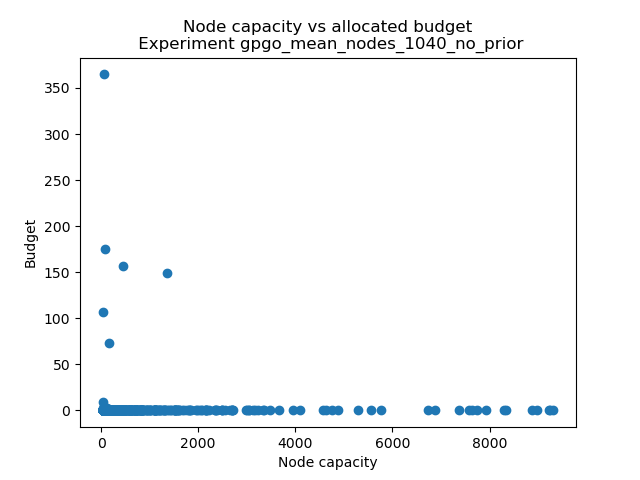 Node capacity vs allocated budget
Experiment gpgo_mean_nodes_1040_no_prior
350
300
250
200
150
100
50
0
Budget
0 2000 4000 6000 8000
Node capacity